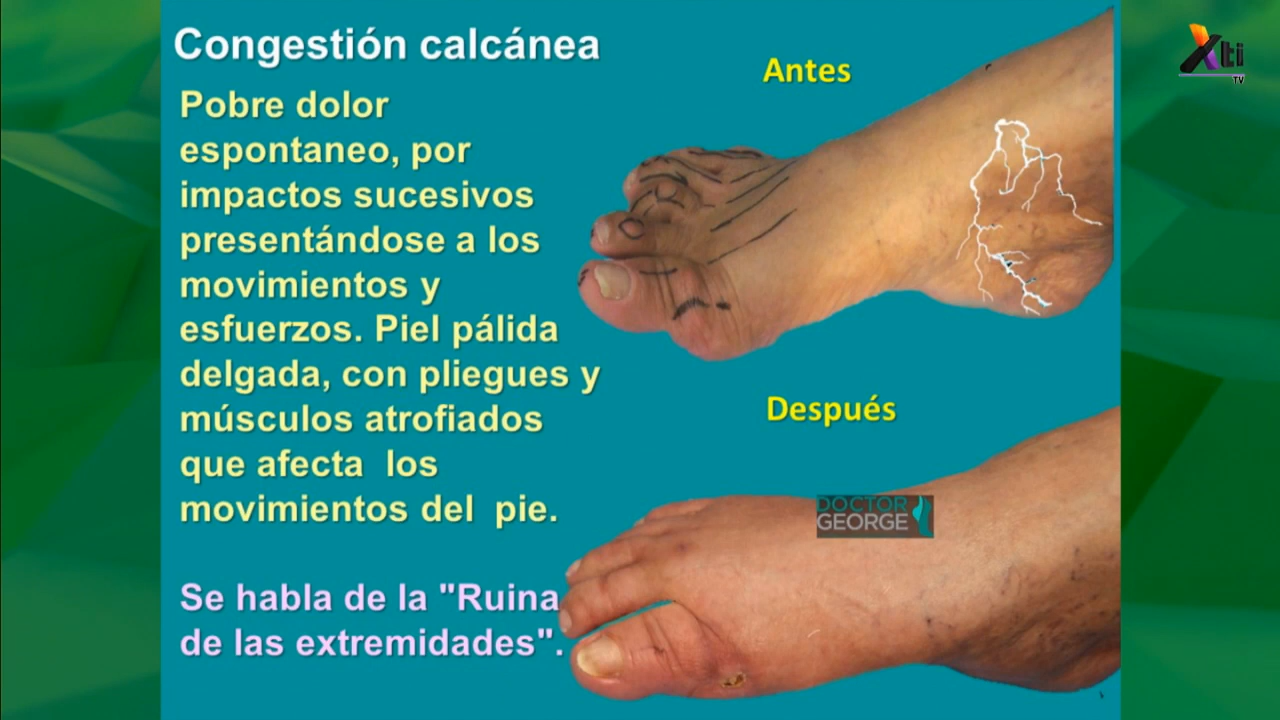 Congestión calcánea
Pobre dolor
espontaneo, por
impactos sucesivos
presentándose a los
movimientos y
esfuerzos. Piel pálida
delgada, con pliegues y
músculos atrofiados
que afecta los
movimientos del pie.
Se habla de la "Ruina
de las extremidades".
Antes
Después
DOCTOR
GEORGE
Xti
TV